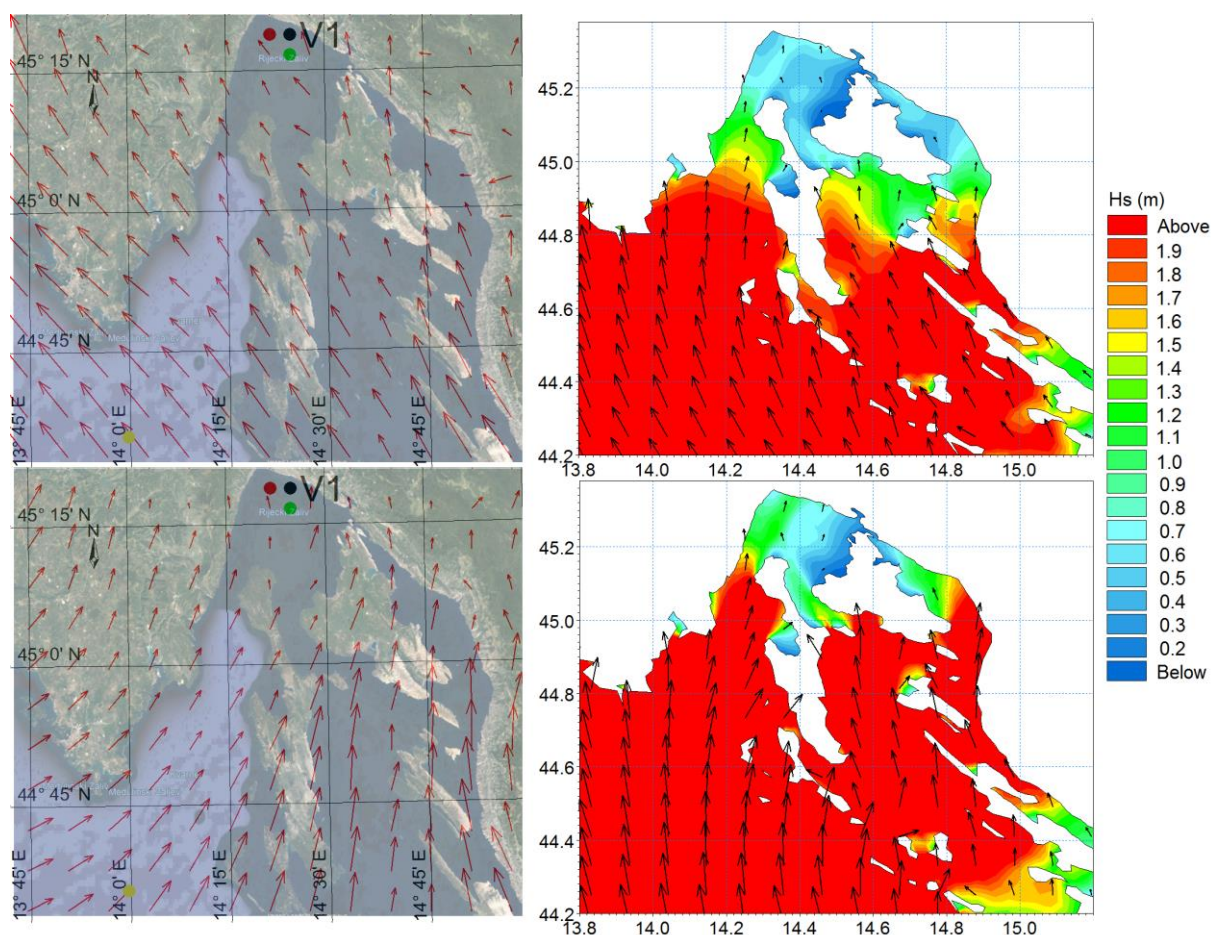 V1
Riječki Zaliv
45° 15' N
N
45° 0' N
44° 45' N
13° 45' E
14° 0' E
14° 15' E
14° 30' E
14° 45' E
45.2
45.0
44.8
44.6
44.4
44.2
13.8
14.0
14.2
14.4
14.6
14.8
15.0
Hs (m)
Above
1.9
1.8
1.7
1.6
1.5
1.4
1.3
1.2
1.1
1.0
0.9
0.8
0.7
0.6
0.5
0.4
0.3
0.2
Below
V1
Riječki Zaliv
45° 15' N
N
45° 0' N
44° 45' N
13° 45' E
14° 0' E
14° 15' E
14° 30' E
14° 45' E
45.2
45.0
44.8
44.6
44.4
44.2
13.8
14.0
14.2
14.4
14.6
14.8
15.0